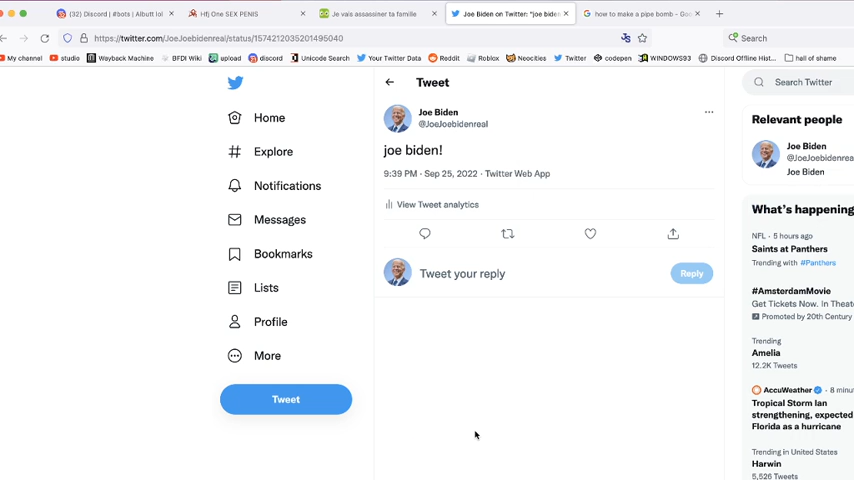 (32) Discord | #bots | Aibutt lol
Hfj One SEX PENIS
Je vais assassiner ta famille
Joe Biden on Twitter: "joe biden
how to make a pipe bomb - Goo
https://twitter.com/JoeJoebidenreal/status/1574212035201495040
Search
My channel
studio
Wayback Machine
BFDI Wiki
upload
discord
Unicode Search
Your Twitter Data
Reddit
Roblox
Neocities
Twitter
codepen
WINDOWS93
Discord Offline Hist...
hall of shame
Home
Explore
Notifications
Messages
Bookmarks
Lists
Profile
More
Tweet
Tweet
Joe Biden
@JoeJoebidenreal
joe biden!
9:39 PM · Sep 25, 2022 · Twitter Web App
View Tweet analytics
Tweet your reply
Reply
Search Twitter
Relevant people
Joe Biden
@JoeJoebidenrea
Joe Biden
What's happening
NFL · 5 hours ago
Saints at Panthers
Trending with #Panthers
#AmsterdamMovie
Get Tickets Now. In Theate
Promoted by 20th Century
Trending
Amelia
12.2K Tweets
AccuWeather · 8 minut
Tropical Storm Ian
strengthening, expected
Florida as a hurricane
Trending in United States
Harwin
5,526 Tweets